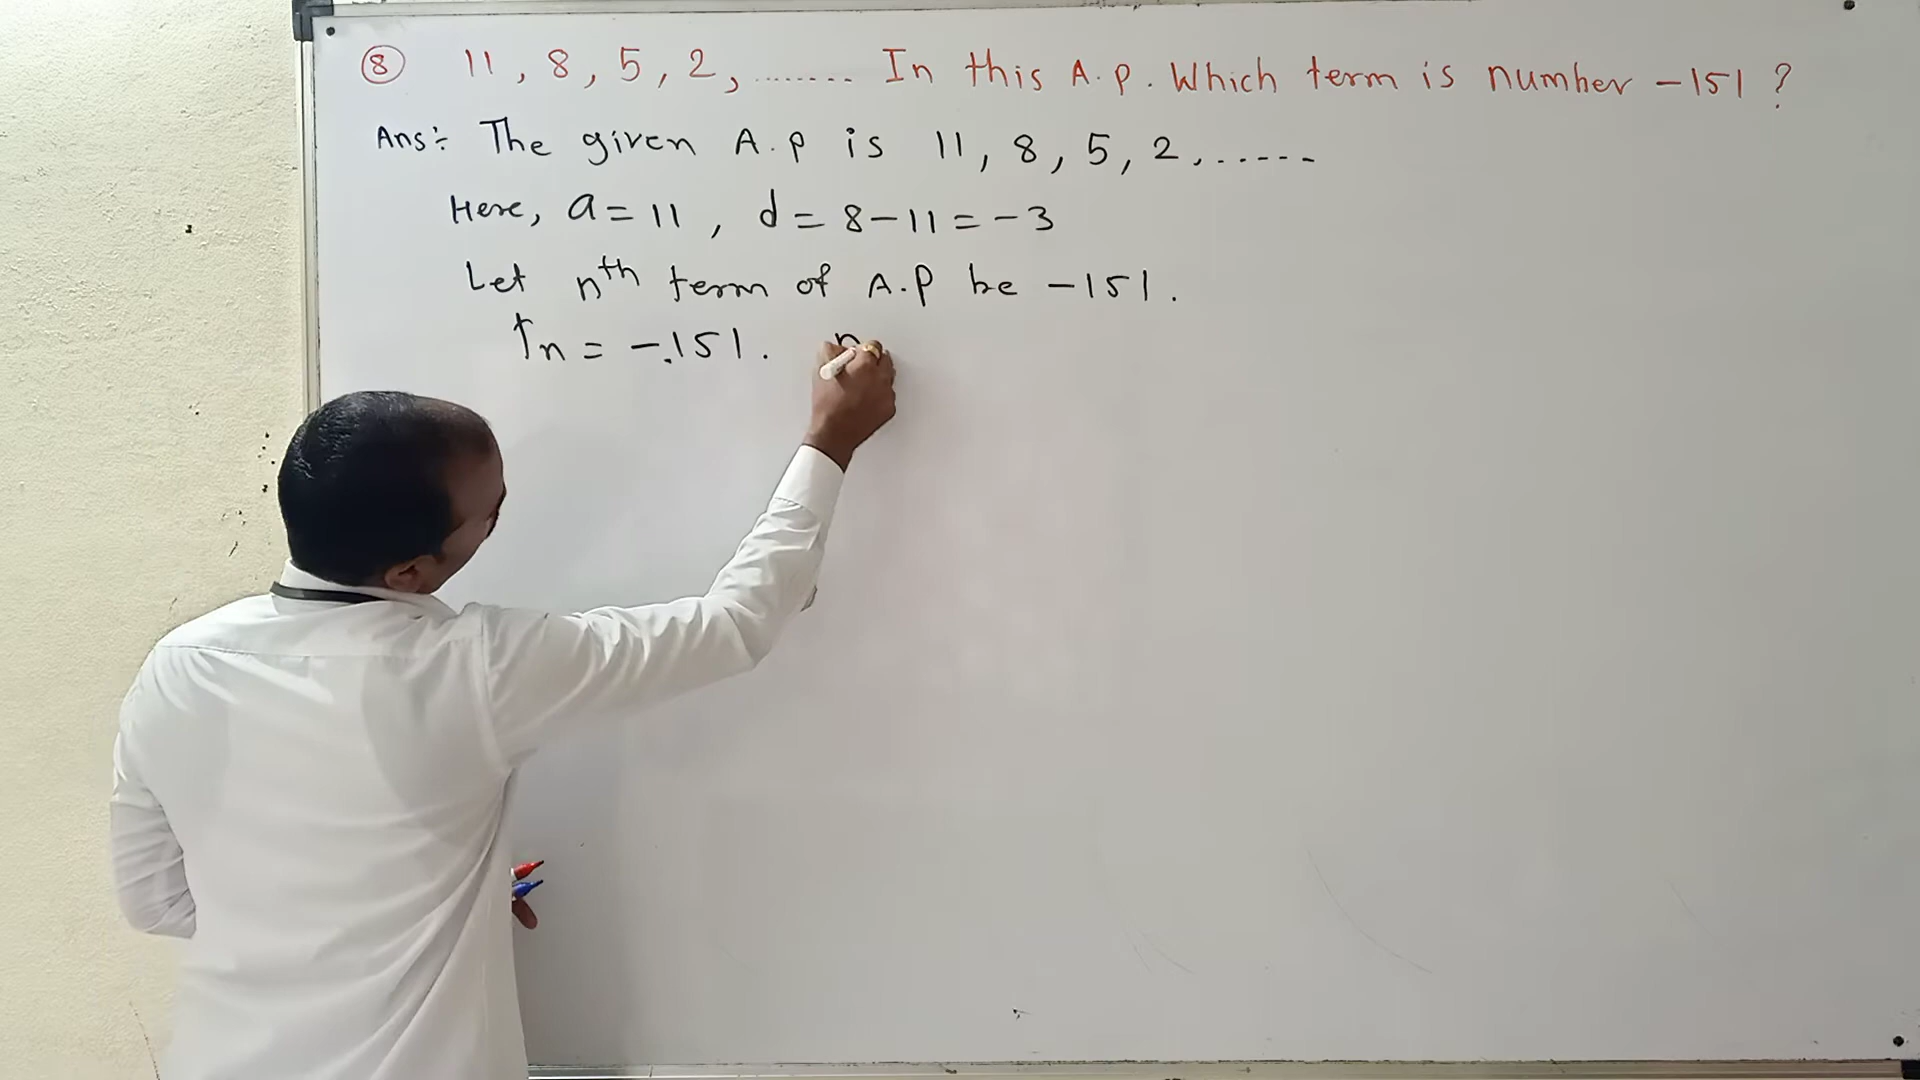 ⑧ 11, 8, 5, 2, ........ In this A.P. Which term is number -151 ?
Ans:- The given A.P is 11, 8, 5, 2, ......
Here, a = 11 , d = 8-11 = -3
Let nth term of A.P be -151.
tn = -151. n